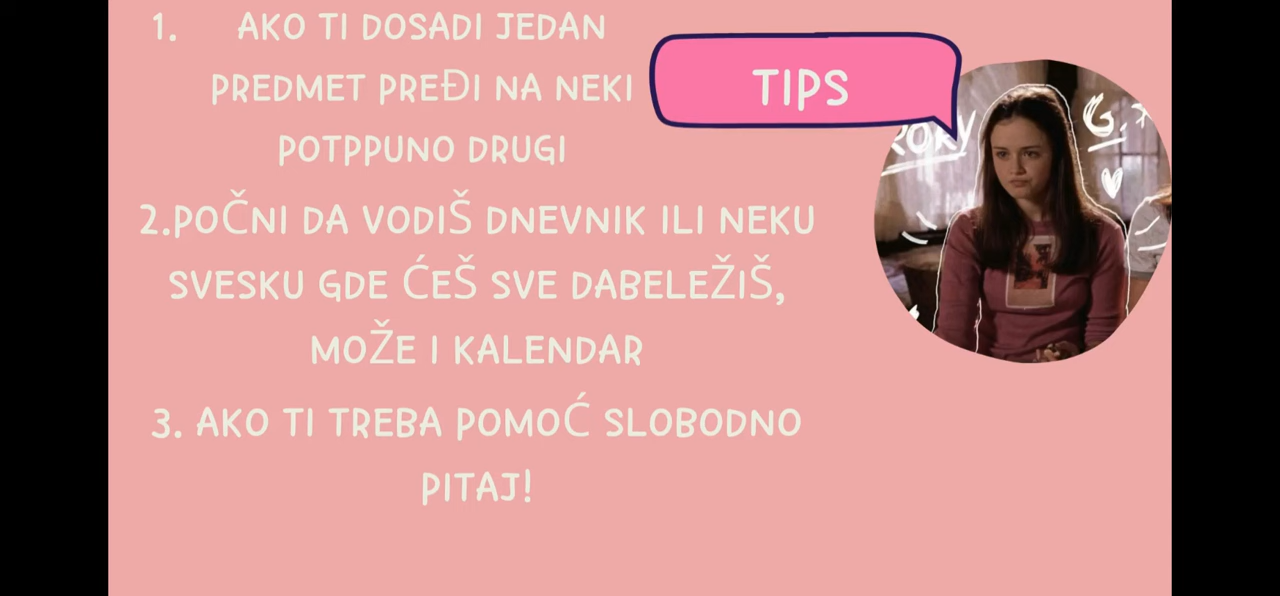 1. AKO TI DOSADI JEDAN
PREDMET PREĐI NA NEKI
POTPPUNO DRUGI
TIPS
2.POČNI DA VODIŠ DNEVNIK ILI NEKU
SVESKU GDE ĆEŠ SVE DABELEŽIŠ,
MOŽE I KALENDAR
3. AKO TI TREBA POMOĆ SLOBODNO
PITAJ!
RORY
G.